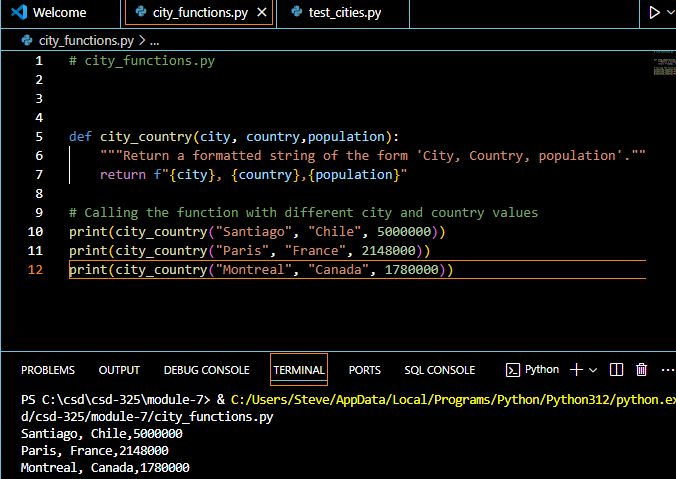 Welcome city_functions.py test_cities.py
city_functions.py > ...
1 # city_functions.py
2
3
4
5 def city_country(city, country,population):
6 """Return a formatted string of the form 'City, Country, population'.""
7 return f"{city}, {country},{population}"
8
9 # Calling the function with different city and country values
10 print(city_country("Santiago", "Chile", 5000000))
11 print(city_country("Paris", "France", 2148000))
12 print(city_country("Montreal", "Canada", 1780000))
PROBLEMS OUTPUT DEBUG CONSOLE TERMINAL PORTS SQL CONSOLE Python
PS C:\csd\csd-325\module-7> & C:/Users/Steve/AppData/Local/Programs/Python/Python312/python.ex
d/csd-325/module-7/city_functions.py
Santiago, Chile,5000000
Paris, France,2148000
Montreal, Canada,1780000